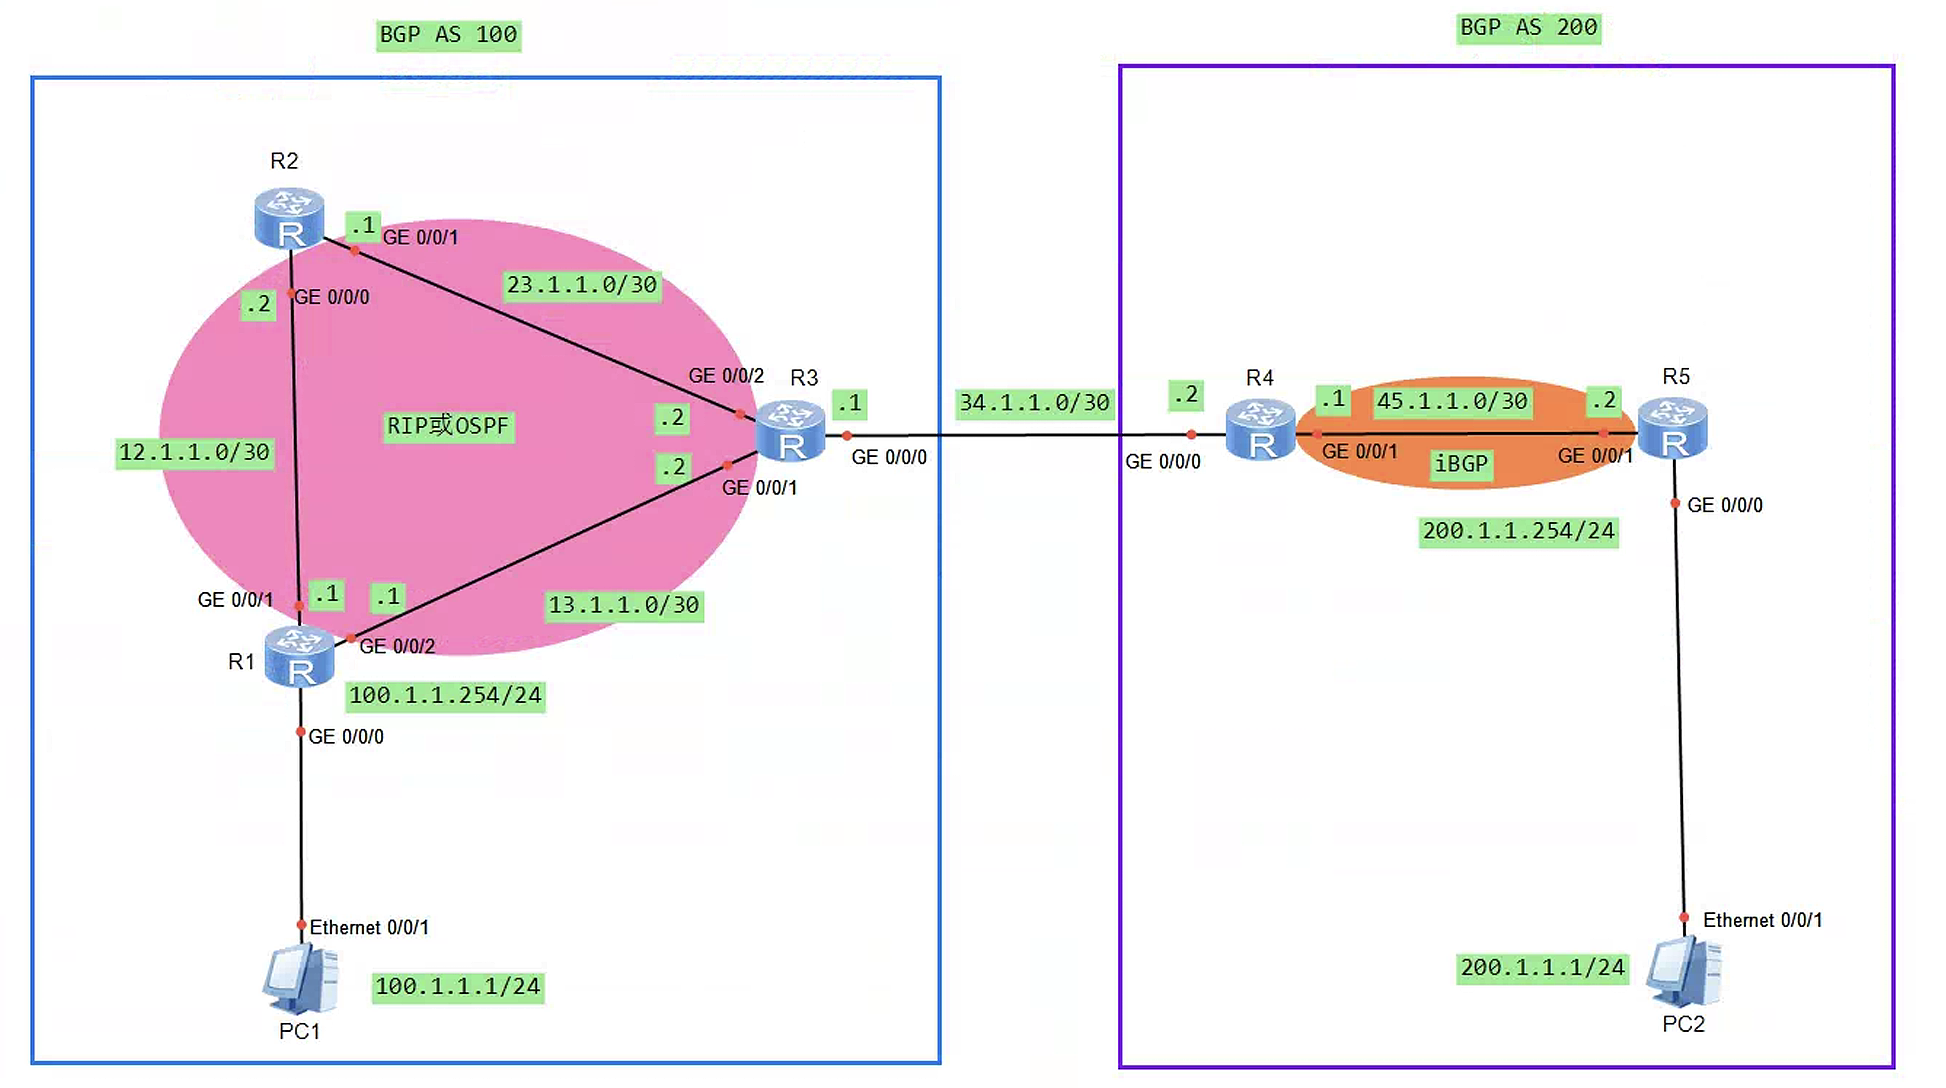 BGP AS 100
BGP AS 200
R2
R
.1
GE 0/0/1
23.1.1.0/30
.2
GE 0/0/0
GE 0/0/2
R3
.2
R
.1
34.1.1.0/30
.2
R4
R
.1
45.1.1.0/30
.2
R5
R
RIP或OSPF
12.1.1.0/30
.2
GE 0/0/1
GE 0/0/0
GE 0/0/0
GE 0/0/1
iBGP
GE 0/0/1
GE 0/0/0
200.1.1.254/24
GE 0/0/1
.1
.1
13.1.1.0/30
R1
R
GE 0/0/2
100.1.1.254/24
GE 0/0/0
Ethernet 0/0/1
100.1.1.1/24
PC1
Ethernet 0/0/1
200.1.1.1/24
PC2